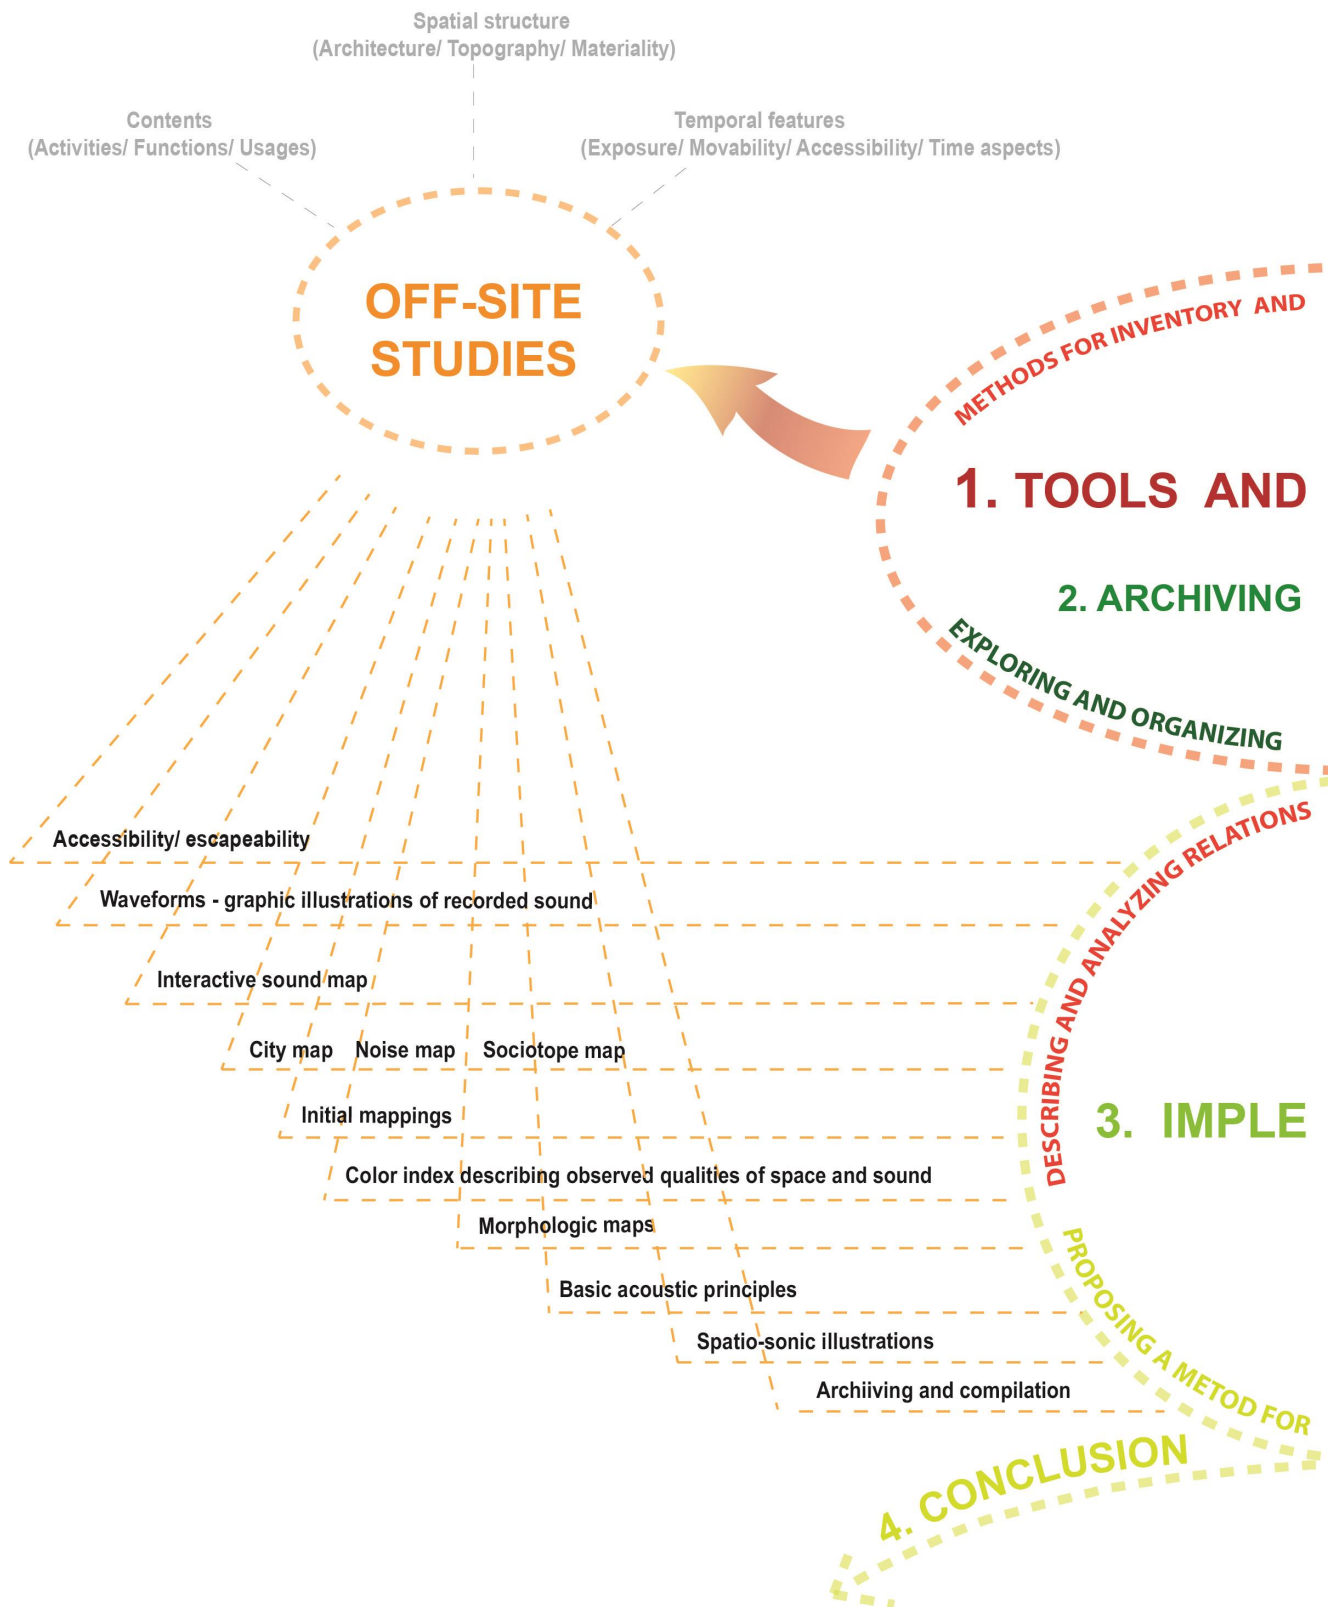 Spatial structure
(Architecture/ Topography/ Materiality)
Contents
(Activities/ Functions/ Usages)
Temporal features
(Exposure/ Movability/ Accessibility/ Time aspects)
OFF-SITE
STUDIES
METHODS FOR INVENTORY AND
1. TOOLS AND
2. ARCHIVING
EXPLORING AND ORGANIZING
Accessibility/ escapeability
Waveforms - graphic illustrations of recorded sound
Interactive sound map
City map Noise map Sociotope map
Initial mappings
Color index describing observed qualities of space and sound
Morphologic maps
Basic acoustic principles
Spatio-sonic illustrations
Archiiving and compilation
DESCRIBING AND ANALYZING RELATIONS
3. IMPLE
PROPOSING A METOD FOR
4. CONCLUSION